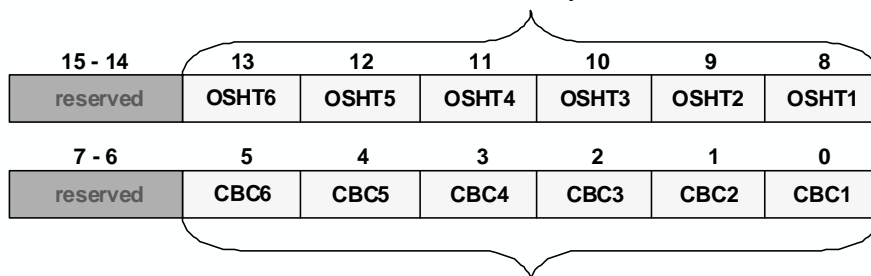 15 - 14 13 12 11 10 9 8
reserved OSHT6 OSHT5 OSHT4 OSHT3 OSHT2 OSHT1
7 - 6 5 4 3 2 1 0
reserved CBC6 CBC5 CBC4 CBC3 CBC2 CBC1